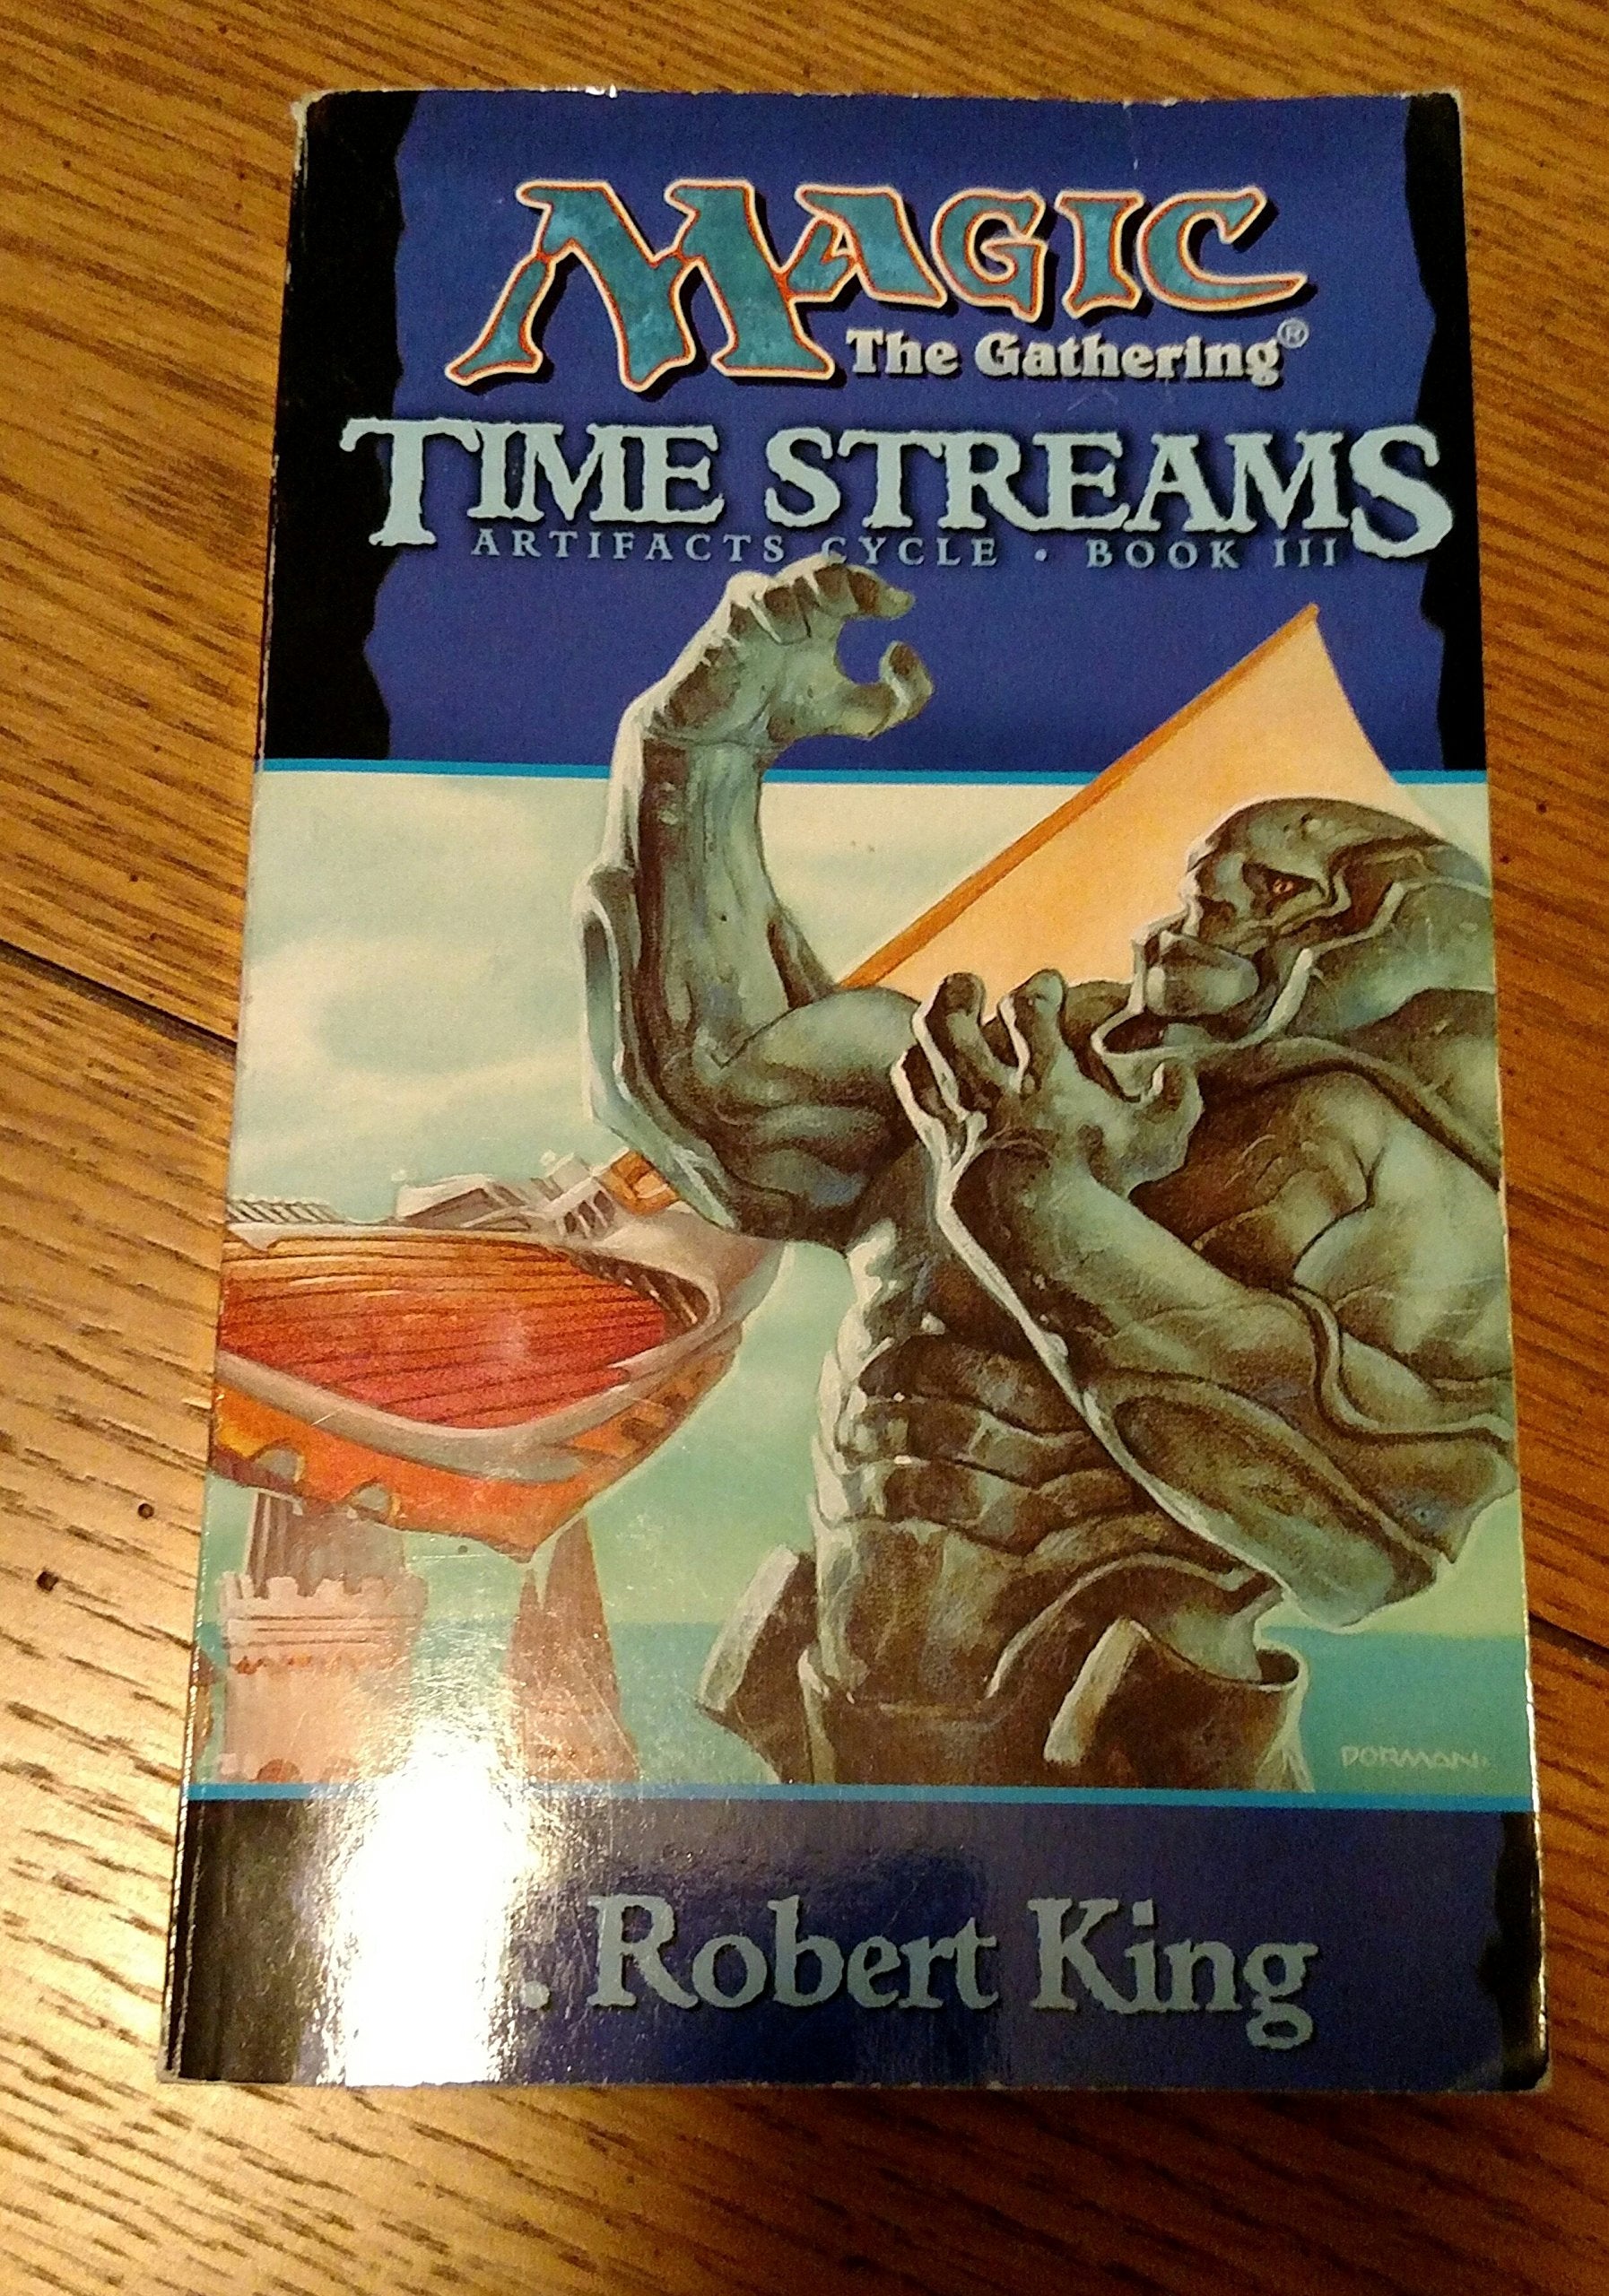 MAGIC
The Gathering®
TIME STREAMS
ARTIFACTS CYCLE • BOOK III
DORMAN
. Robert King